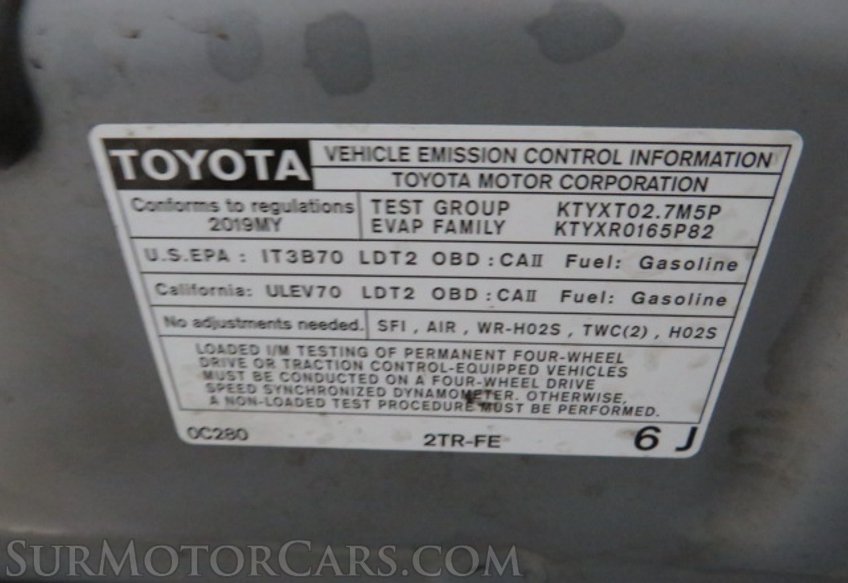 TOYOTA
VEHICLE EMISSION CONTROL INFORMATION
TOYOTA MOTOR CORPORATION
Conforms to regulations
2019MY
TEST GROUP KTYXT02.7M5P
EVAP FAMILY KTYXR0165P82
U.S.EPA : IT3B70 LDT2 OBD : CAII Fuel: Gasoline
California: ULEV70 LDT2 OBD : CAII Fuel: Gasoline
No adjustments needed.
SFI , AIR , WR-HO2S , TWC(2) , HO2S
LOADED I/M TESTING OF PERMANENT FOUR-WHEEL
DRIVE OR TRACTION CONTROL-EQUIPPED VEHICLES
MUST BE CONDUCTED ON A FOUR-WHEEL DRIVE
SPEED SYNCHRONIZED DYNAMOMETER. OTHERWISE,
A NON-LOADED TEST PROCEDURE MUST BE PERFORMED.
0C280
2TR-FE
6 J
SURMOTORCARS.COM